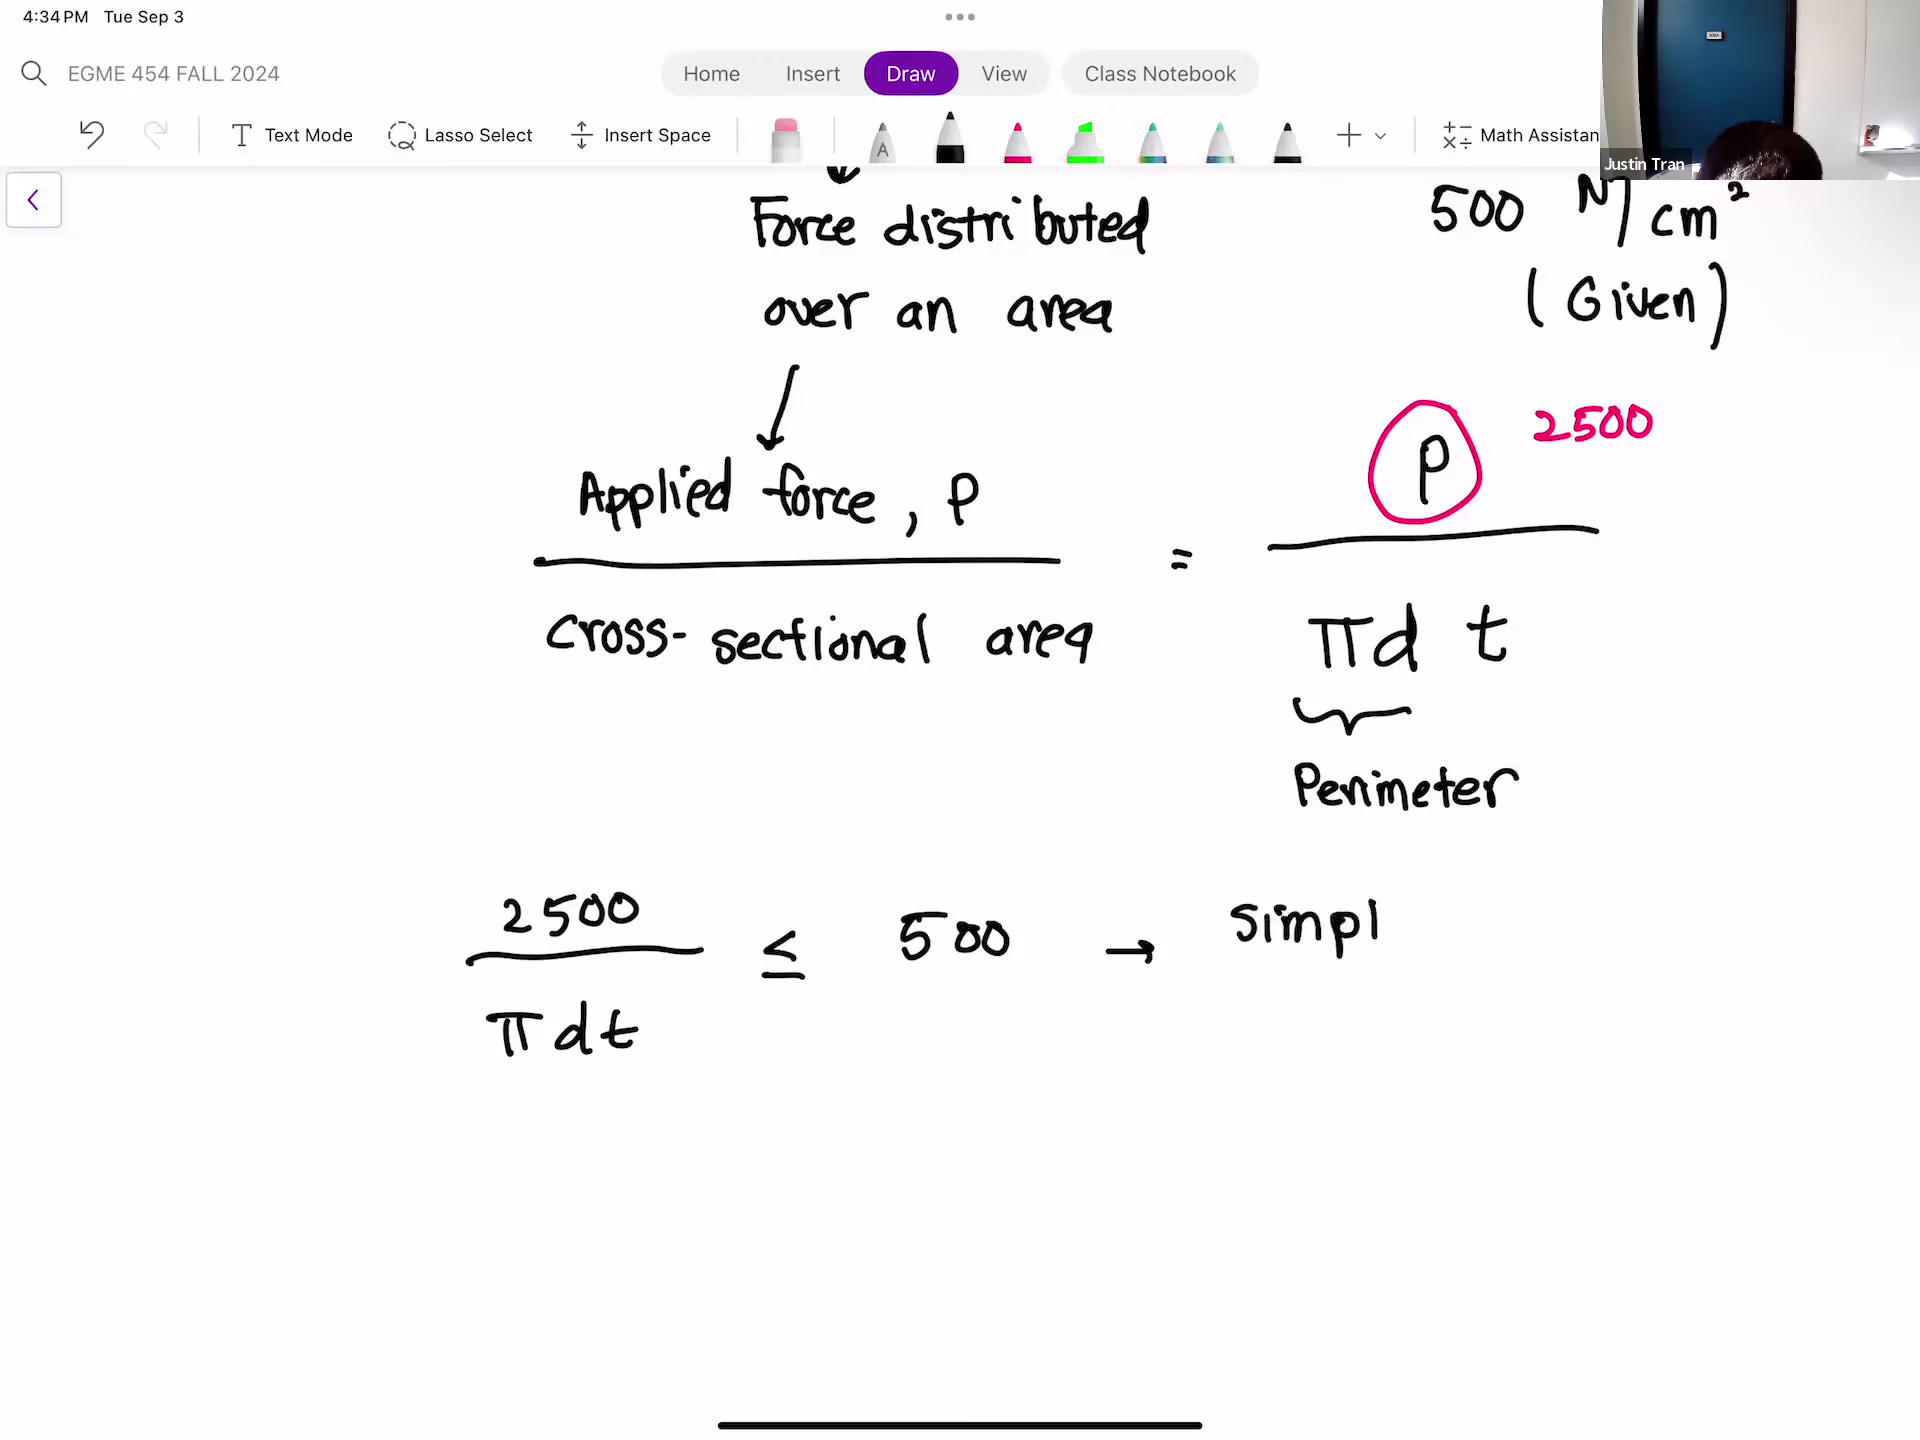 4:34 PM Tue Sep 3
EGME 454 FALL 2024
Home Insert Draw View Class Notebook
Text Mode Lasso Select Insert Space Math Assistan
Justin Tran
Force distributed
over an area
500 N/cm²
(Given)
Applied force, P
cross-sectional area
=
P 2500
πd t
Perimeter
2500
πdt
≤ 500 → simpl